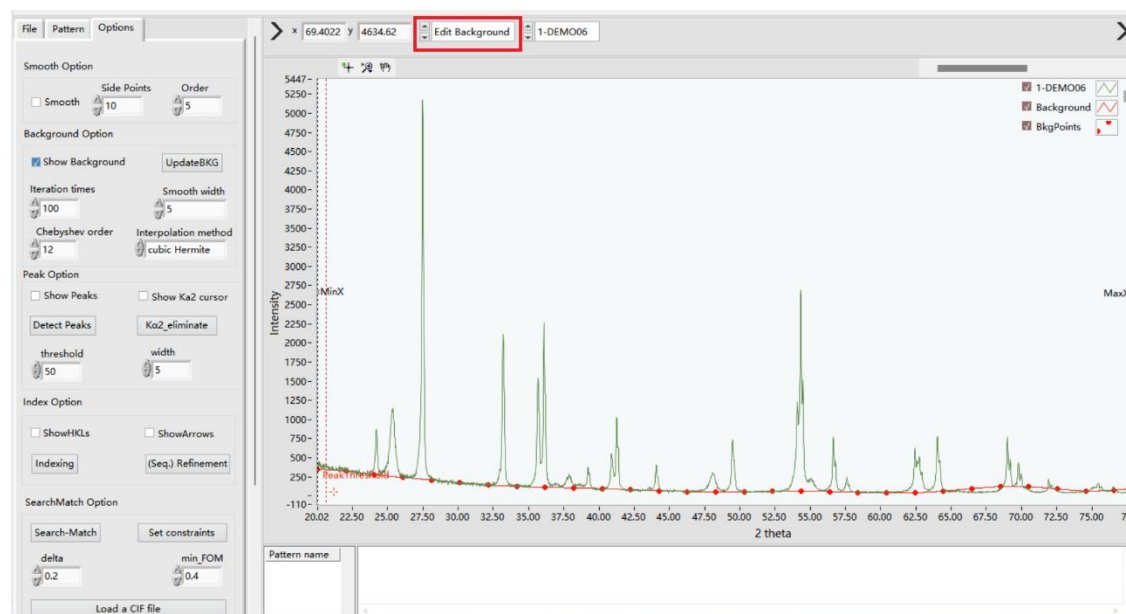 File Pattern Options
x 69.4022 y 4634.62 Edit Background 1-DEMO06
Smooth Option
Side Points Order
Smooth 10 5
Background Option
Show Background UpdateBKG
Iteration times Smooth width
100 5
Chebyshev order Interpolation method
12 cubic Hermite
Peak Option
Show Peaks Show Ka2 cursor
Detect Peaks Kα2_eliminate
threshold width
50 5
Index Option
ShowHKLs ShowArrows
Indexing (Seq.) Refinement
SearchMatch Option
Search-Match Set constraints
delta min_FOM
0.2 0.4
Load a CIF file
1-DEMO06
Background
BkgPoints
5447
5250
5000
4750
4500
4250
4000
3750
3500
3250
3000
2750
2500
2250
2000
1750
1500
1250
1000
750
500
250
-110
Intensity
MinX
MaxX
PeakThreshold
20.02 22.50 25.00 27.50 30.00 32.50 35.00 37.50 40.00 42.50 45.00 47.50 50.00 52.50 55.00 57.50 60.00 62.50 65.00 67.50 70.00 72.50 75.00
2 theta
Pattern name